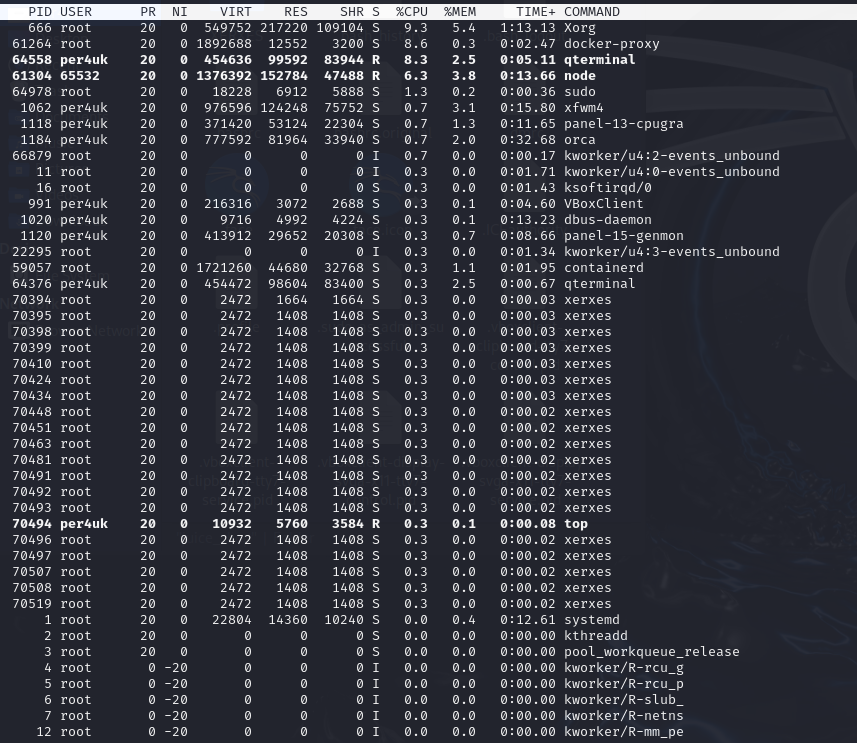 PID USER PR NI VIRT RES SHR S %CPU %MEM TIME+ COMMAND
666 root 20 0 549752 217220 109104 S 9.3 5.4 1:13.13 Xorg
61264 root 20 0 1892688 12552 3200 S 8.6 0.3 0:02.47 docker-proxy
64558 per4uk 20 0 454636 99592 83944 R 8.3 2.5 0:05.11 qterminal
61304 65532 20 0 1376392 152784 47488 R 6.3 3.8 0:13.66 node
64978 root 20 0 18228 6912 5888 S 1.3 0.2 0:00.36 sudo
1062 per4uk 20 0 976596 124248 75752 S 0.7 3.1 0:15.80 xfwm4
1118 per4uk 20 0 371420 53124 22304 S 0.7 1.3 0:11.65 panel-13-cpugra
1184 per4uk 20 0 777592 81964 33940 S 0.7 2.0 0:32.68 orca
66879 root 20 0 0 0 0 I 0.7 0.0 0:00.17 kworker/u4:2-events_unbound
11 root 20 0 0 0 0 I 0.3 0.0 0:01.71 kworker/u4:0-events_unbound
16 root 20 0 0 0 0 S 0.3 0.0 0:01.43 ksoftirqd/0
991 per4uk 20 0 216316 3072 2688 S 0.3 0.1 0:04.60 VBoxClient
1020 per4uk 20 0 9716 4992 4224 S 0.3 0.1 0:13.23 dbus-daemon
1120 per4uk 20 0 413912 29652 20308 S 0.3 0.7 0:08.66 panel-15-genmon
22295 root 20 0 0 0 0 I 0.3 0.0 0:01.34 kworker/u4:3-events_unbound
59057 root 20 0 1721260 44680 32768 S 0.3 1.1 0:01.95 containerd
64376 per4uk 20 0 454472 98604 83400 S 0.3 2.5 0:00.67 qterminal
70394 root 20 0 2472 1664 1664 S 0.3 0.0 0:00.03 xerxes
70395 root 20 0 2472 1408 1408 S 0.3 0.0 0:00.03 xerxes
70398 root 20 0 2472 1408 1408 S 0.3 0.0 0:00.03 xerxes
70399 root 20 0 2472 1408 1408 S 0.3 0.0 0:00.03 xerxes
70410 root 20 0 2472 1408 1408 S 0.3 0.0 0:00.03 xerxes
70424 root 20 0 2472 1408 1408 S 0.3 0.0 0:00.03 xerxes
70434 root 20 0 2472 1408 1408 S 0.3 0.0 0:00.03 xerxes
70448 root 20 0 2472 1408 1408 S 0.3 0.0 0:00.02 xerxes
70451 root 20 0 2472 1408 1408 S 0.3 0.0 0:00.02 xerxes
70463 root 20 0 2472 1408 1408 S 0.3 0.0 0:00.02 xerxes
70481 root 20 0 2472 1408 1408 S 0.3 0.0 0:00.02 xerxes
70491 root 20 0 2472 1408 1408 S 0.3 0.0 0:00.02 xerxes
70492 root 20 0 2472 1408 1408 S 0.3 0.0 0:00.02 xerxes
70493 root 20 0 2472 1408 1408 S 0.3 0.0 0:00.02 xerxes
70494 per4uk 20 0 10932 5760 3584 R 0.3 0.1 0:00.08 top
70496 root 20 0 2472 1408 1408 S 0.3 0.0 0:00.02 xerxes
70497 root 20 0 2472 1408 1408 S 0.3 0.0 0:00.02 xerxes
70507 root 20 0 2472 1408 1408 S 0.3 0.0 0:00.02 xerxes
70508 root 20 0 2472 1408 1408 S 0.3 0.0 0:00.02 xerxes
70519 root 20 0 2472 1408 1408 S 0.3 0.0 0:00.02 xerxes
1 root 20 0 22804 14360 10240 S 0.0 0.4 0:12.61 systemd
2 root 20 0 0 0 0 S 0.0 0.0 0:00.00 kthreadd
3 root 20 0 0 0 0 S 0.0 0.0 0:00.00 pool_workqueue_release
4 root 0 -20 0 0 0 I 0.0 0.0 0:00.00 kworker/R-rcu_g
5 root 0 -20 0 0 0 I 0.0 0.0 0:00.00 kworker/R-rcu_p
6 root 0 -20 0 0 0 I 0.0 0.0 0:00.00 kworker/R-slub_
7 root 0 -20 0 0 0 I 0.0 0.0 0:00.00 kworker/R-netns
12 root 0 -20 0 0 0 I 0.0 0.0 0:00.00 kworker/R-mm_pe